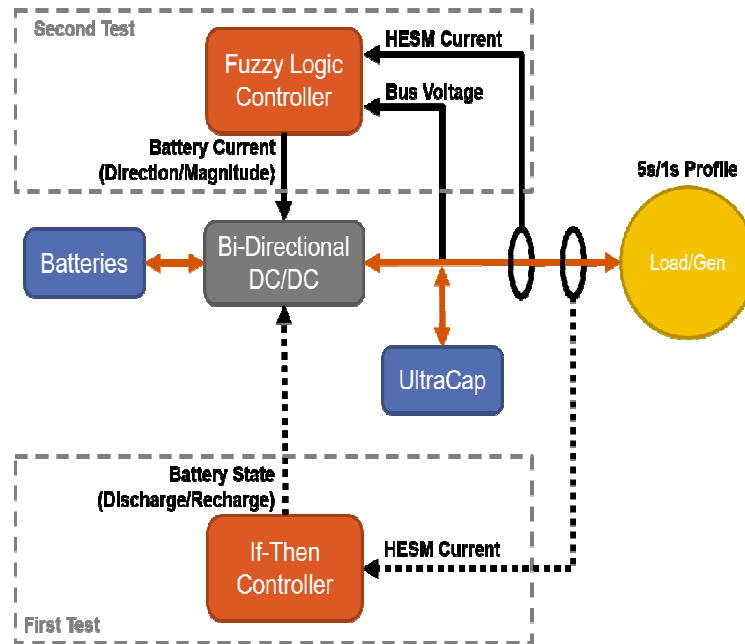 Second Test
Fuzzy Logic
Controller
HESM Current
Bus Voltage
Battery Current
(Direction/Magnitude)
5s/1s Profile
Batteries
Bi-Directional
DC/DC
Load/Gen
UltraCap
Battery State
(Discharge/Recharge)
If-Then
Controller
HESM Current
First Test